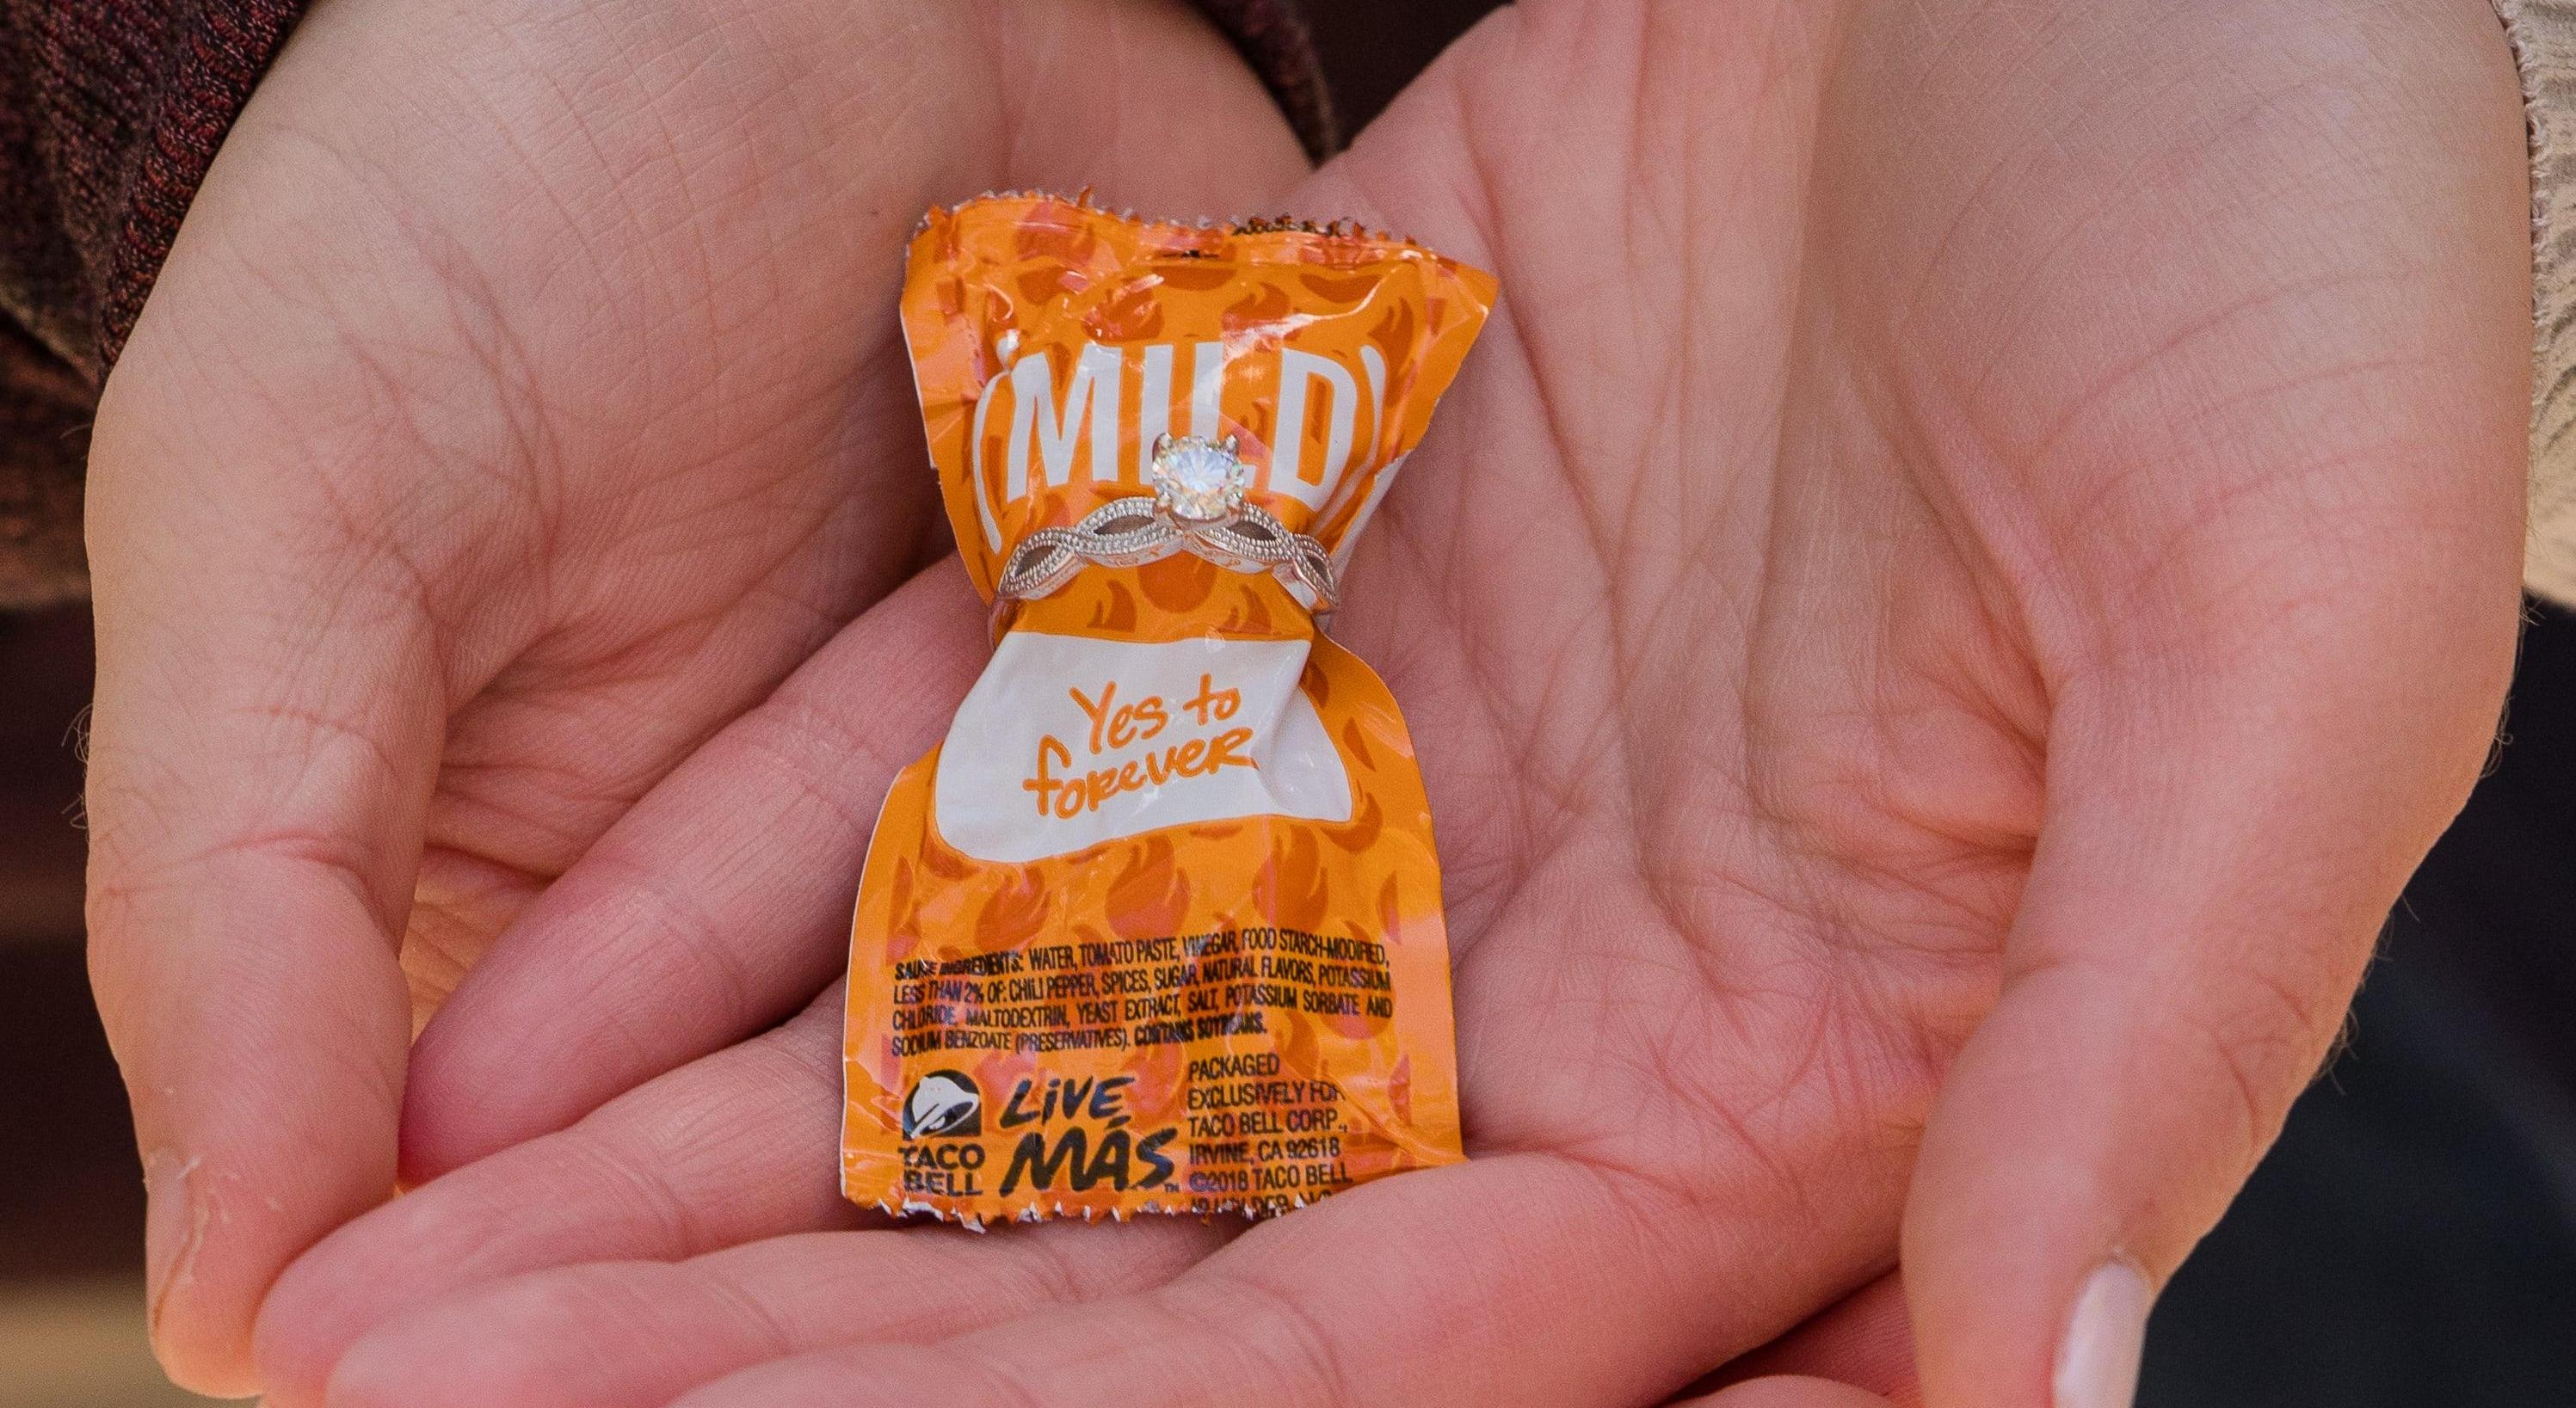 (MILD)
Yes to
forever
SAUCE INGREDIENTS: WATER, TOMATO PASTE, VINEGAR, FOOD STARCH-MODIFIED,
LESS THAN 2% OF: CHILI PEPPER, SPICES, SUGAR, NATURAL FLAVORS, POTASSIUM
CHLORIDE, MALTODEXTRIN, YEAST EXTRACT, SALT, POTASSIUM SORBATE AND
SODIUM BENZOATE (PRESERVATIVES). CONTAINS SOYBEANS.
TACO
BELL
LIVE
MÁS™
PACKAGED
EXCLUSIVELY FOR
TACO BELL CORP.,
IRVINE, CA 92618
©2018 TACO BELL